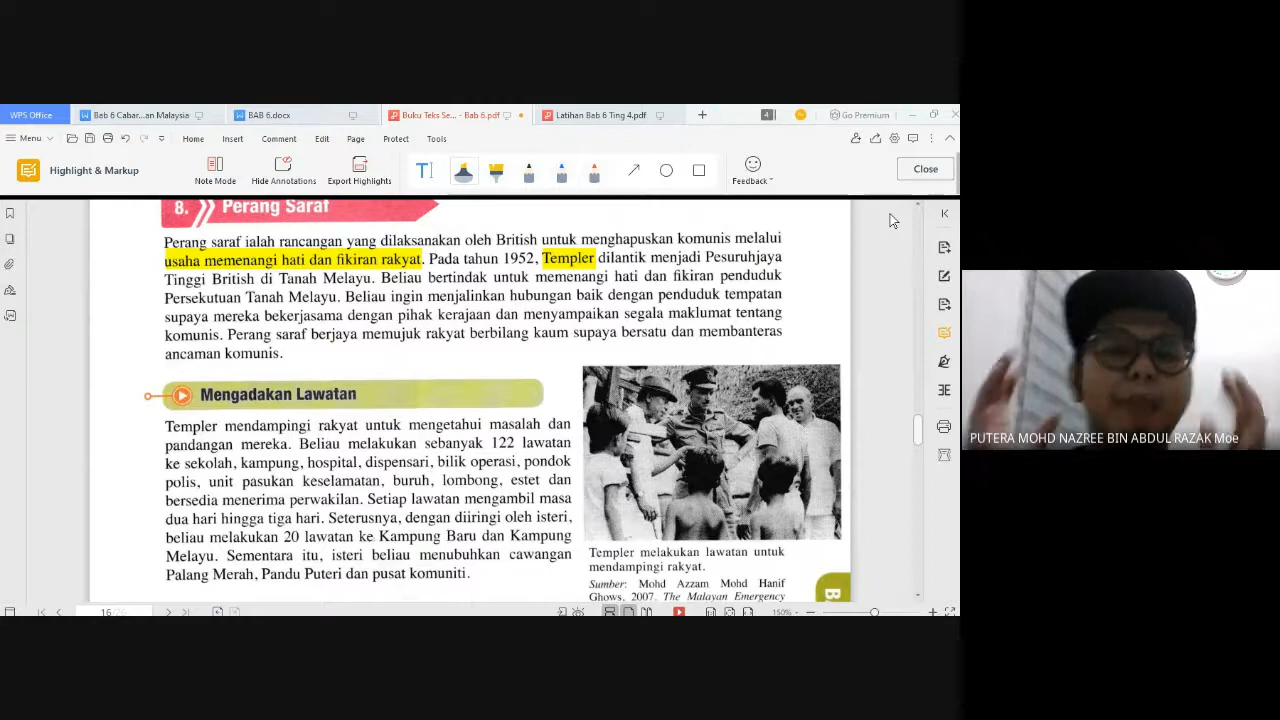 WPS Office
Bab 6 Cabar...an Malaysia
BAB 6.docx
Buku Teks Se... - Bab 6.pdf
Latihan Bab 6 Ting 4.pdf
4
Go Premium
Menu
Home
Insert
Comment
Edit
Page
Protect
Tools
Highlight & Markup
Note Mode
Hide Annotations
Export Highlights
Feedback
Close
8. Perang Saraf
Perang saraf ialah rancangan yang dilaksanakan oleh British untuk menghapuskan komunis melalui
usaha memenangi hati dan fikiran rakyat. Pada tahun 1952, Templer dilantik menjadi Pesuruhjaya
Tinggi British di Tanah Melayu. Beliau bertindak untuk memenangi hati dan fikiran penduduk
Persekutuan Tanah Melayu. Beliau ingin menjalinkan hubungan baik dengan penduduk tempatan
supaya mereka bekerjasama dengan pihak kerajaan dan menyampaikan segala maklumat tentang
komunis. Perang saraf berjaya memujuk rakyat berbilang kaum supaya bersatu dan membanteras
ancaman komunis.
Mengadakan Lawatan
Templer mendampingi rakyat untuk mengetahui masalah dan
pandangan mereka. Beliau melakukan sebanyak 122 lawatan
ke sekolah, kampung, hospital, dispensari, bilik operasi, pondok
polis, unit pasukan keselamatan, buruh, lombong, estet dan
bersedia menerima perwakilan. Setiap lawatan mengambil masa
dua hari hingga tiga hari. Seterusnya, dengan diiringi oleh isteri,
beliau melakukan 20 lawatan ke Kampung Baru dan Kampung
Melayu. Sementara itu, isteri beliau menubuhkan cawangan
Palang Merah, Pandu Puteri dan pusat komuniti.
Templer melakukan lawatan untuk
mendampingi rakyat.
Sumber: Mohd Azzam Mohd Hanif
Ghows, 2007, The Malayan Emergency
B
150%
PUTERA MOHD NAZREE BIN ABDUL RAZAK Moe